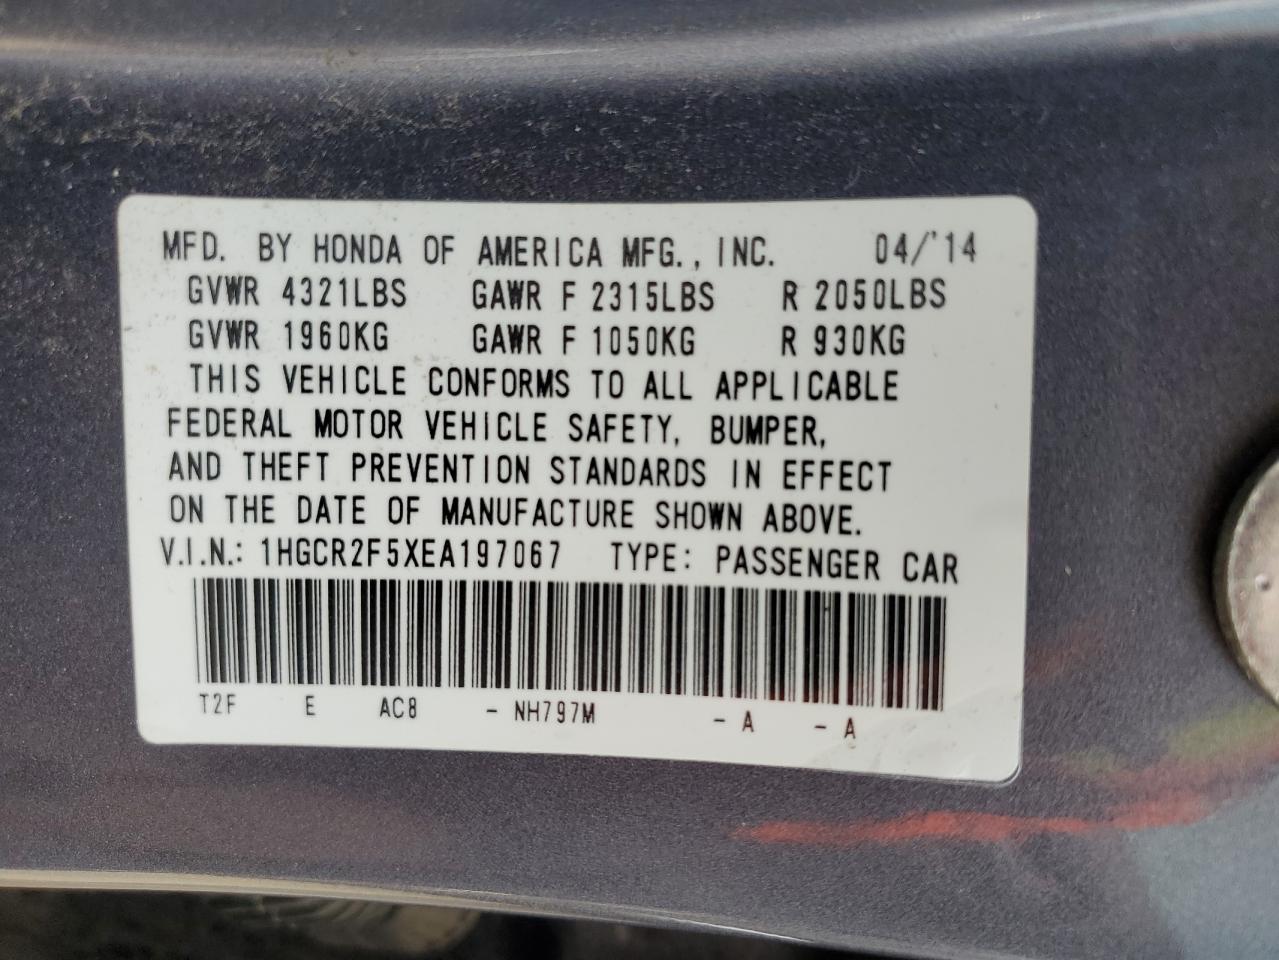 MFD. BY HONDA OF AMERICA MFG., INC. 04/'14
GVWR 4321LBS GAWR F 2315LBS R 2050LBS
GVWR 1960KG GAWR F 1050KG R 930KG
THIS VEHICLE CONFORMS TO ALL APPLICABLE
FEDERAL MOTOR VEHICLE SAFETY, BUMPER,
AND THEFT PREVENTION STANDARDS IN EFFECT
ON THE DATE OF MANUFACTURE SHOWN ABOVE.
V.I.N.: 1HGCR2F5XEA197067 TYPE: PASSENGER CAR
T2F E AC8 - NH797M - A - A